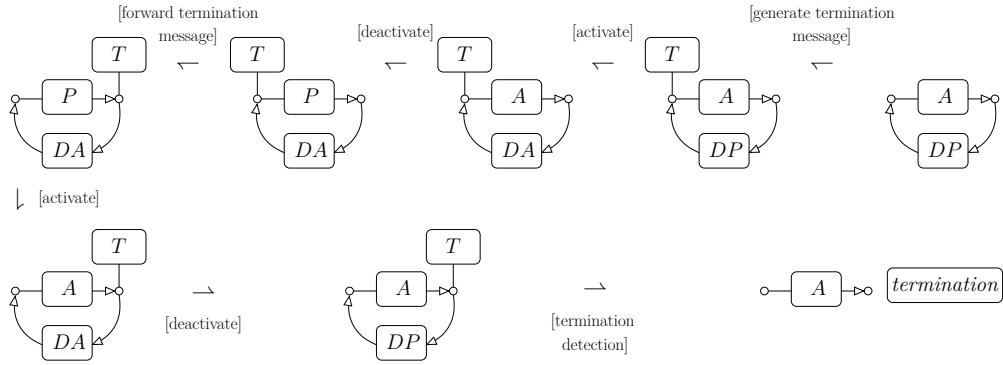 [forward termination
message]
[deactivate]
[activate]
[generate termination
message]
T
T
T
T
P
P
A
A
A
DA
DA
DA
DP
DP
[activate]
T
T
A
A
A
termination
[deactivate]
[termination
detection]
DA
DP